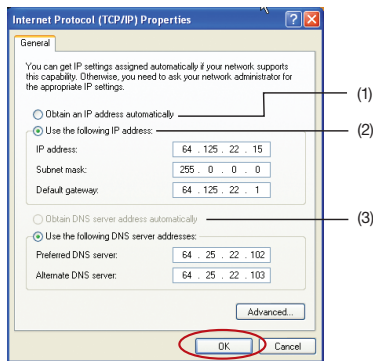 Internet Protocol (TCP/IP) Properties
General
You can get IP settings assigned automatically if your network supports
this capability. Otherwise, you need to ask your network administrator for
the appropriate IP settings.
Obtain an IP address automatically
(1)
Use the following IP address:
(2)
IP address: 64 . 125 . 22 . 15
Subnet mask: 255 . 0 . 0 . 0
Default gateway: 64 . 125 . 22 . 1
Obtain DNS server address automatically
(3)
Use the following DNS server addresses:
Preferred DNS server: 64 . 25 . 22 . 102
Alternate DNS server: 64 . 25 . 22 . 103
Advanced...
OK Cancel